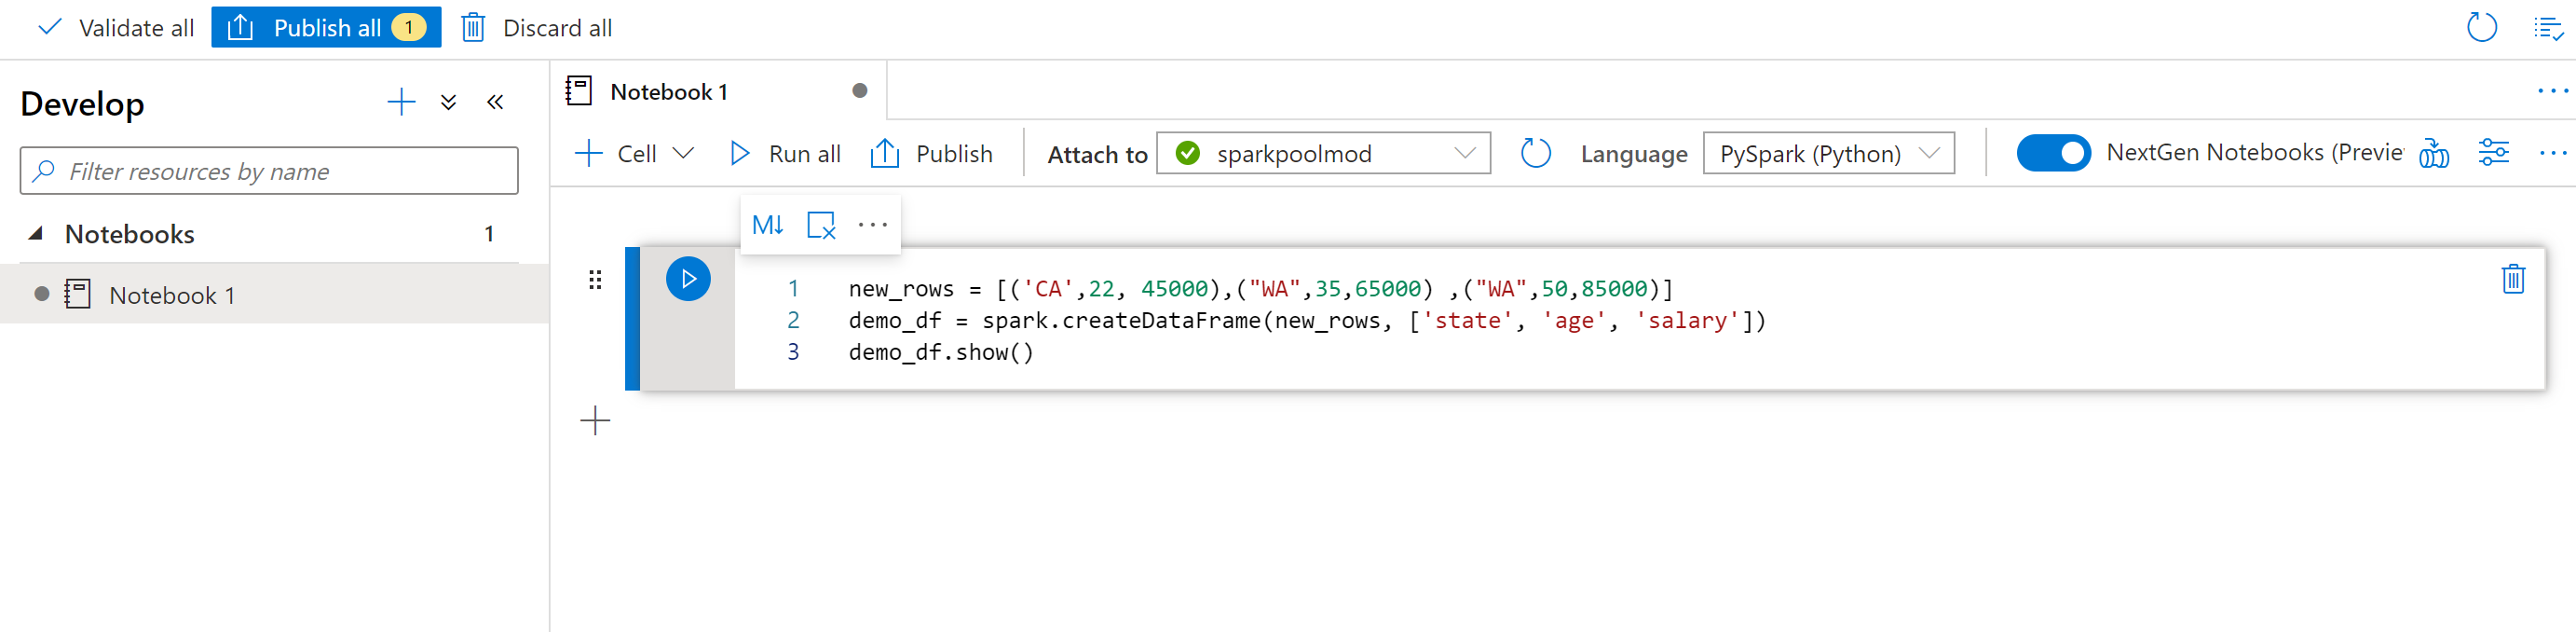 Validate all Publish all 1 Discard all
Develop
Notebook 1
Filter resources by name
Cell Run all Publish Attach to sparkpoolmod Language PySpark (Python) NextGen Notebooks (Previe
Notebooks 1
Notebook 1
M↓
1 new_rows = [('CA',22, 45000),("WA",35,65000) ,("WA",50,85000)]
2 demo_df = spark.createDataFrame(new_rows, ['state', 'age', 'salary'])
3 demo_df.show()